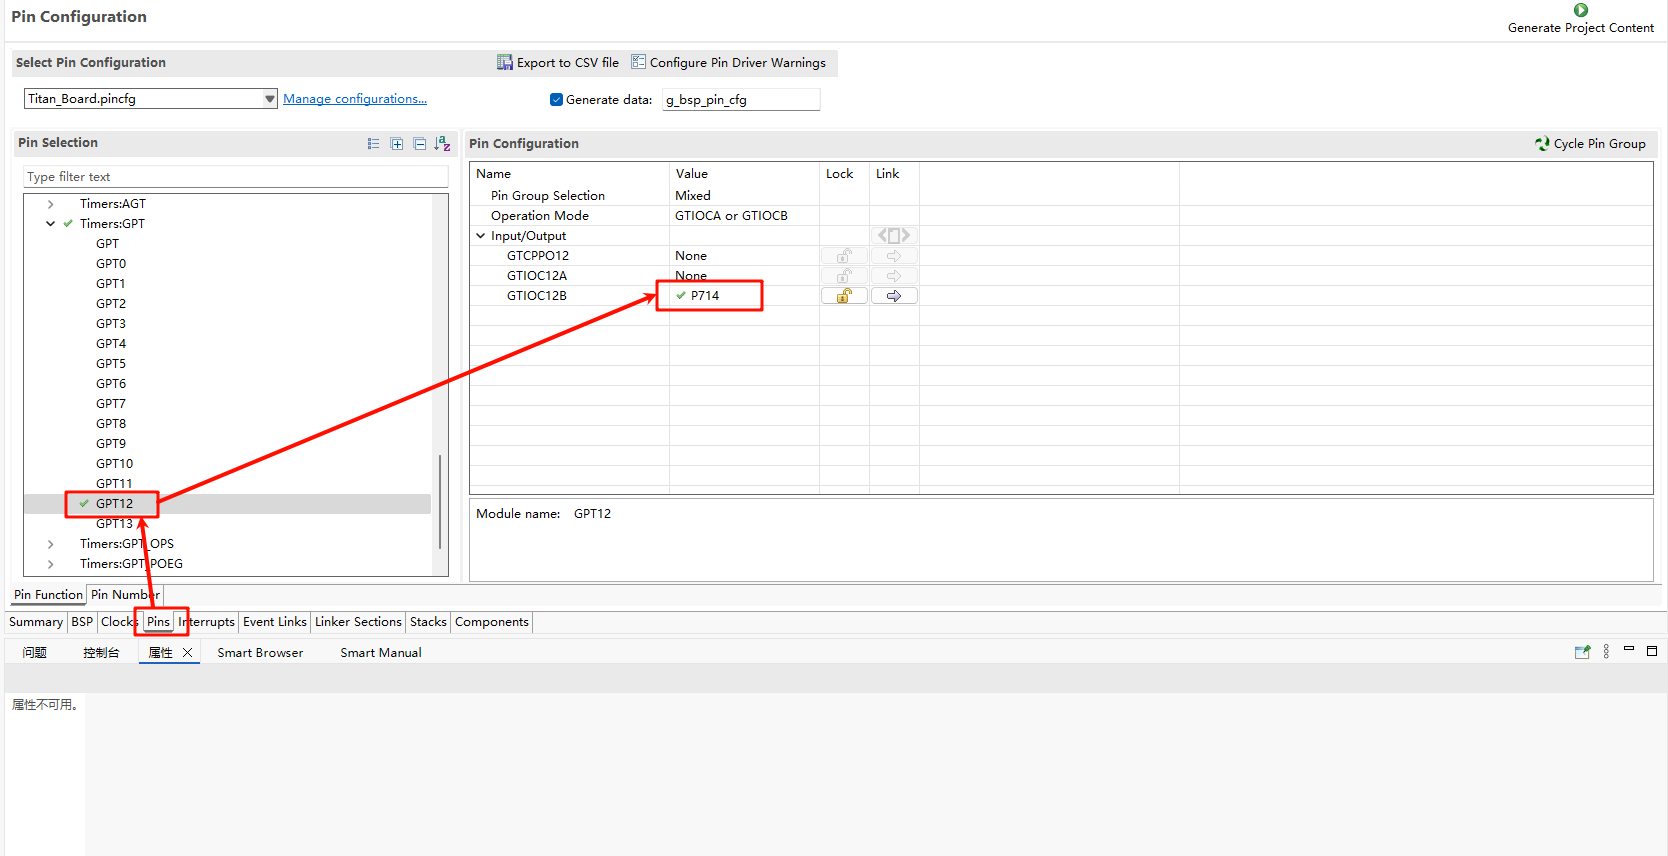 Pin Configuration
Generate Project Content
Select Pin Configuration
Export to CSV file
Configure Pin Driver Warnings
Titan_Board.pincfg
Manage configurations...
Generate data:
g_bsp_pin_cfg
Pin Selection
Type filter text
Timers:AGT
Timers:GPT
GPT
GPT0
GPT1
GPT2
GPT3
GPT4
GPT5
GPT6
GPT7
GPT8
GPT9
GPT10
GPT11
GPT12
GPT13
Timers:GPT_OPS
Timers:GPT_POEG
Pin Configuration
Cycle Pin Group
Name Value Lock Link
Pin Group Selection Mixed
Operation Mode GTIOCA or GTIOCB
Input/Output
GTCPPO12 None
GTIOC12A None
GTIOC12B P714
Module name: GPT12
Pin Function Pin Number
Summary BSP Clocks Pins Interrupts Event Links Linker Sections Stacks Components
问题 控制台 属性 Smart Browser Smart Manual
属性不可用。